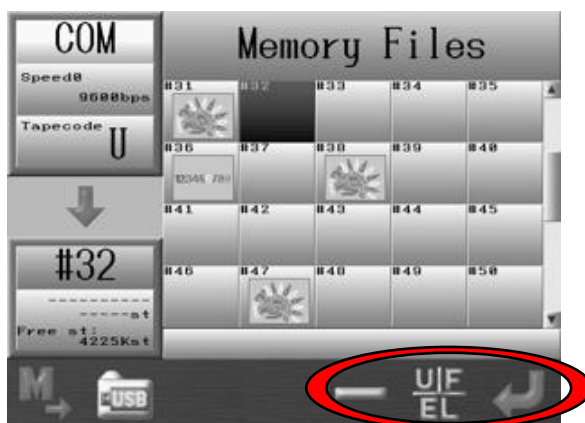 COM
Speed0
9600bps
Tapecode
U
#32
----------
-----st
Free st:
4225Kst
Memory Files
#31 #32 #33 #34 #35
#36 #37 #38 #39 #40
#41 #42 #43 #44 #45
#46 #47 #48 #49 #50
M
USB
U|F
EL